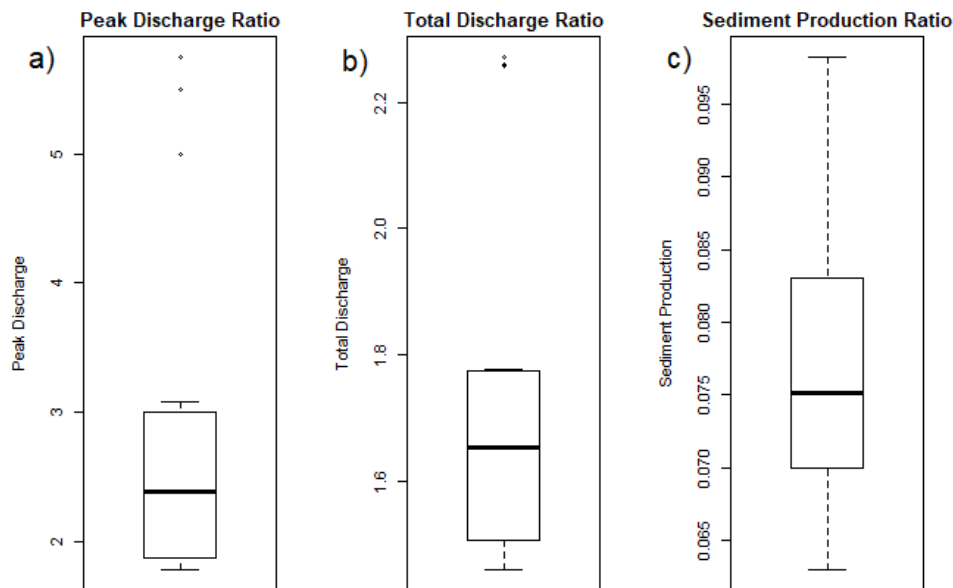 Peak Discharge Ratio
a)
Peak Discharge
5
4
3
2
Total Discharge Ratio
b)
Total Discharge
2.2
2.0
1.8
1.6
Sediment Production Ratio
c)
Sediment Production
0.095
0.090
0.085
0.080
0.075
0.070
0.065